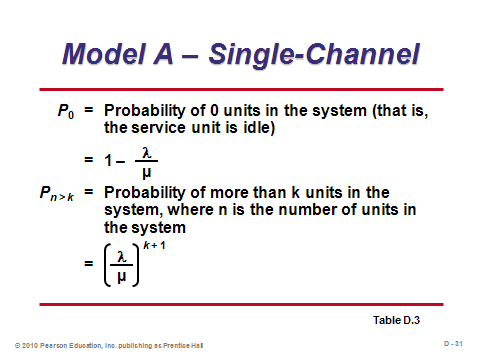 Model A – Single-Channel
P0 = Probability of 0 units in the system (that is,
the service unit is idle)
= 1 – λ/μ
Pn > k = Probability of more than k units in the
system, where n is the number of units in
the system
= (λ/μ)k + 1
Table D.3
© 2010 Pearson Education, Inc. publishing as Prentice Hall
D - 31